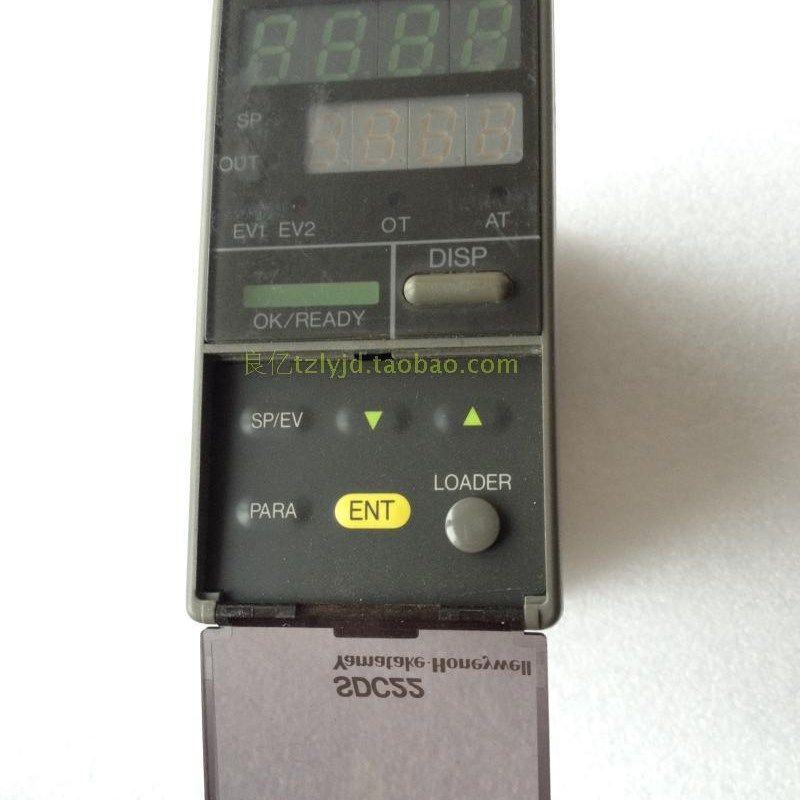 SP
OUT
EV1 EV2 OT AT
DISP
OK/READY
良亿tzlyjd.taobao.com
SP/EV ▼ ▲
LOADER
PARA ENT
Yamatake-Honeywell
SDC22